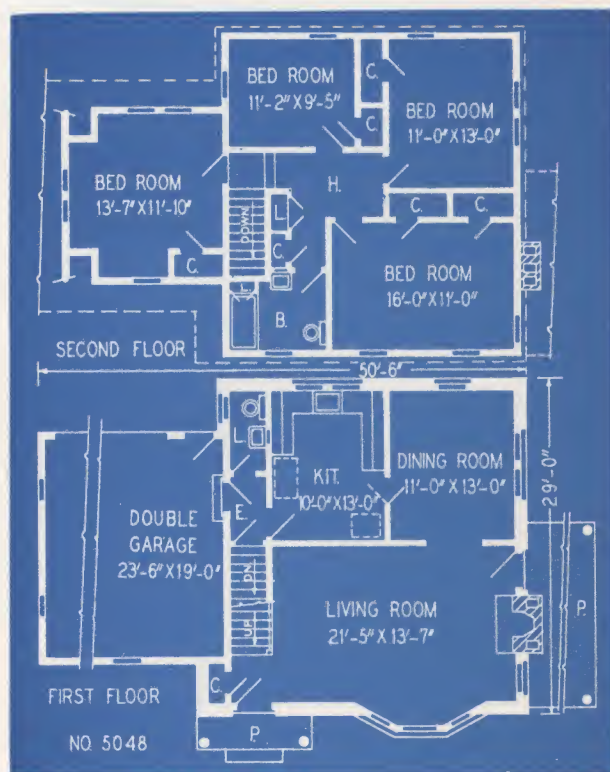 BED ROOM
11'-2" X 9'-5"
C.
C.
BED ROOM
11'-0" X 13'-0"
BED ROOM
13'-7" X 11'-10"
H.
L.
DOWN
C.
C.
C.
C.
BED ROOM
16'-0" X 11'-0"
L.
B.
SECOND FLOOR
50'-6"
L.
KIT.
10'-0" X 13'-0"
DINING ROOM
11'-0" X 13'-0"
29'-0"
E.
DOUBLE
GARAGE
23'-6" X 19'-0"
DN.
UP
LIVING ROOM
21'-5" X 13'-7"
P.
C.
FIRST FLOOR
P.
NO. 5048